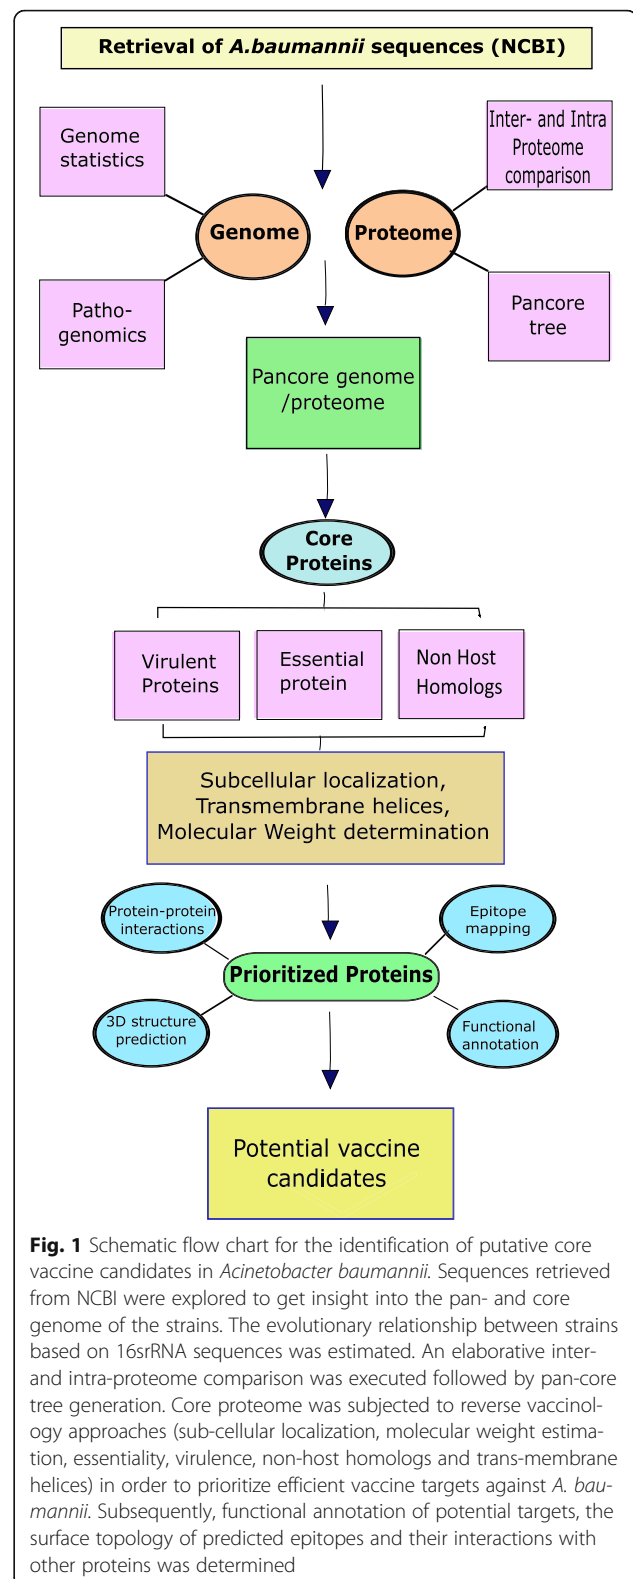 Retrieval of A.baumannii sequences (NCBI)
Genome
statistics
Inter- and Intra
Proteome
comparison
Genome
Proteome
Patho-
genomics
Pancore
tree
Pancore genome
/proteome
Core
Proteins
Virulent
Proteins
Essential
protein
Non Host
Homologs
Subcellular localization,
Transmembrane helices,
Molecular Weight determination
Protein-protein
interactions
Epitope
mapping
Prioritized Proteins
3D structure
prediction
Functional
annotation
Potential vaccine
candidates
Fig. 1 Schematic flow chart for the identification of putative core
vaccine candidates in Acinetobacter baumannii. Sequences retrieved
from NCBI were explored to get insight into the pan- and core
genome of the strains. The evolutionary relationship between strains
based on 16srRNA sequences was estimated. An elaborative inter-
and intra-proteome comparison was executed followed by pan-core
tree generation. Core proteome was subjected to reverse vaccinol-
ogy approaches (sub-cellular localization, molecular weight estima-
tion, essentiality, virulence, non-host homologs and trans-membrane
helices) in order to prioritize efficient vaccine targets against A. bau-
mannii. Subsequently, functional annotation of potential targets, the
surface topology of predicted epitopes and their interactions with
other proteins was determined